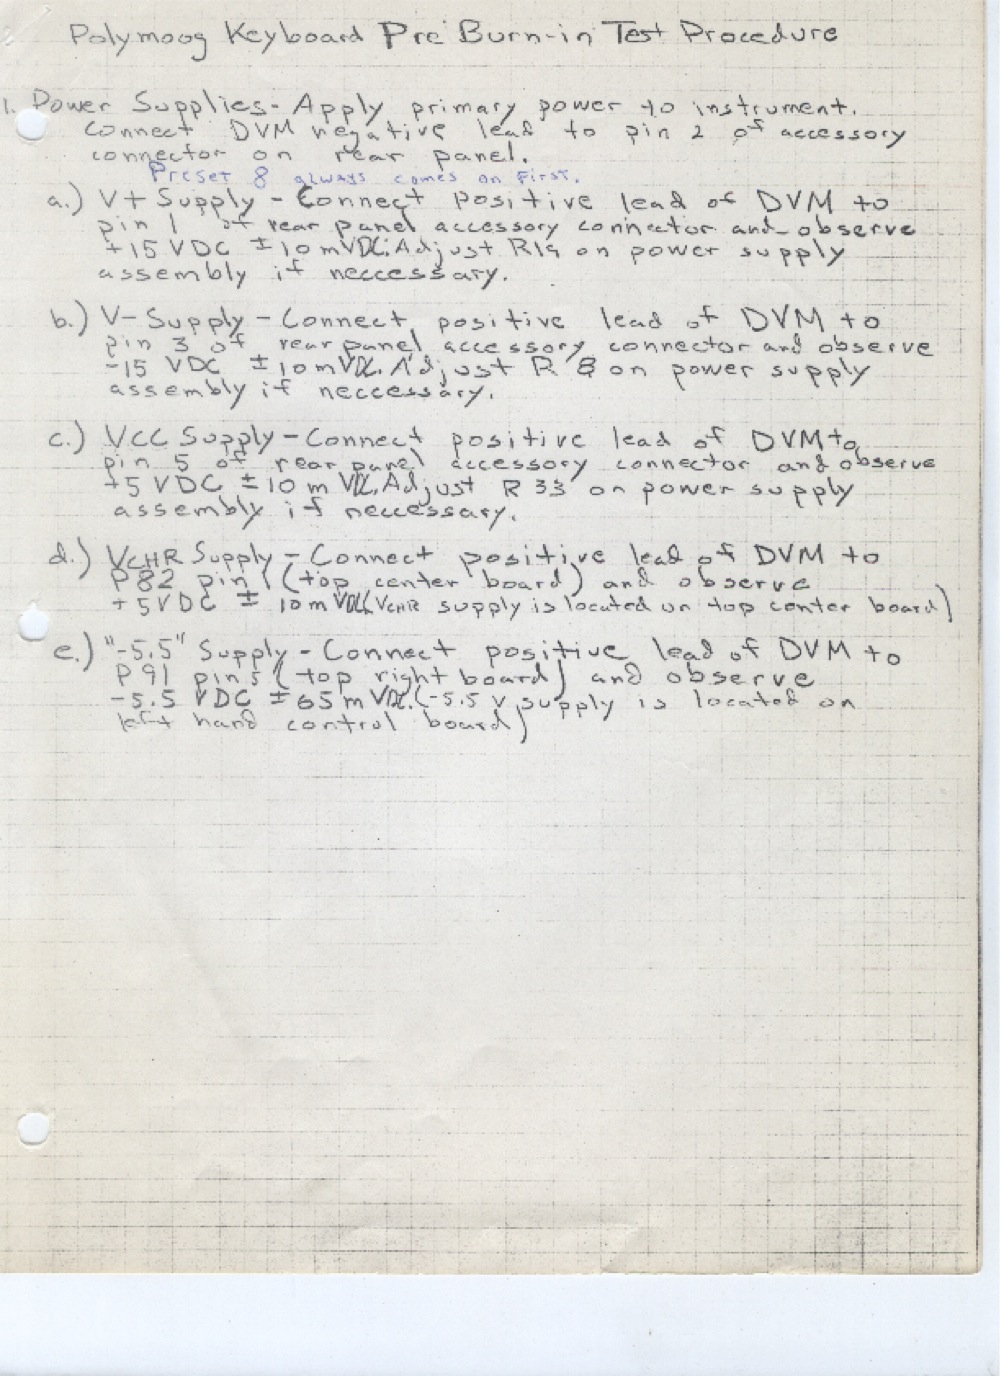 Polymoog Keyboard Pre Burn-in Test Procedure
1. Power Supplies - Apply primary power to instrument.
Connect DVM negative lead to pin 2 of accessory
connector on rear panel.
Preset 8 always comes on First.
a.) V+ Supply - Connect positive lead of DVM to
pin 1 of rear panel accessory connector and observe
+15 VDC ± 10 mVDC. Adjust R19 on power supply
assembly if neccessary.
b.) V- Supply - Connect positive lead of DVM to
pin 3 of rear panel accessory connector and observe
-15 VDC ± 10 mVDC. Adjust R 8 on power supply
assembly if neccessary.
c.) VCC Supply - Connect positive lead of DVM to
pin 5 of rear panel accessory connector and observe
+5 VDC ± 10 m VDC. Adjust R 33 on power supply
assembly if neccessary.
d.) VCHR Supply - Connect positive lead of DVM to
P82 pin 1 (top center board) and observe
+5VDC ± 10m VDC (VCHR supply is located on top center board)
e.) "-5.5" Supply - Connect positive lead of DVM to
P91 pin 5 (top right board) and observe
-5.5 VDC ± 65 m VDC. (-5.5 V supply is located on
left hand control board)